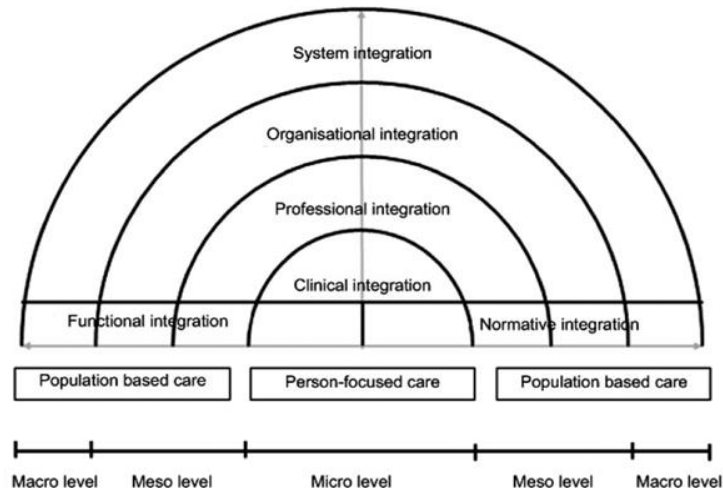 System integration
Organisational integration
Professional integration
Clinical integration
Functional integration Normative integration
Population based care Person-focused care Population based care
Macro level Meso level Micro level Meso level Macro level